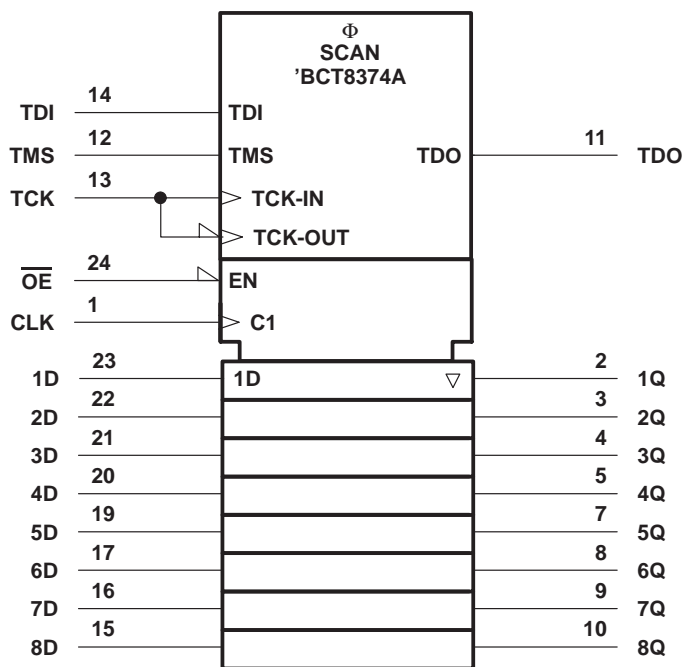 Φ
SCAN
’BCT8374A
TDI 14 TDI
TMS 12 TMS TDO 11 TDO
TCK 13 TCK-IN
TCK-OUT
OE 24 EN
CLK 1 C1
1D 23 1D 2 1Q
2D 22 3 2Q
3D 21 4 3Q
4D 20 5 4Q
5D 19 7 5Q
6D 17 8 6Q
7D 16 9 7Q
8D 15 10 8Q